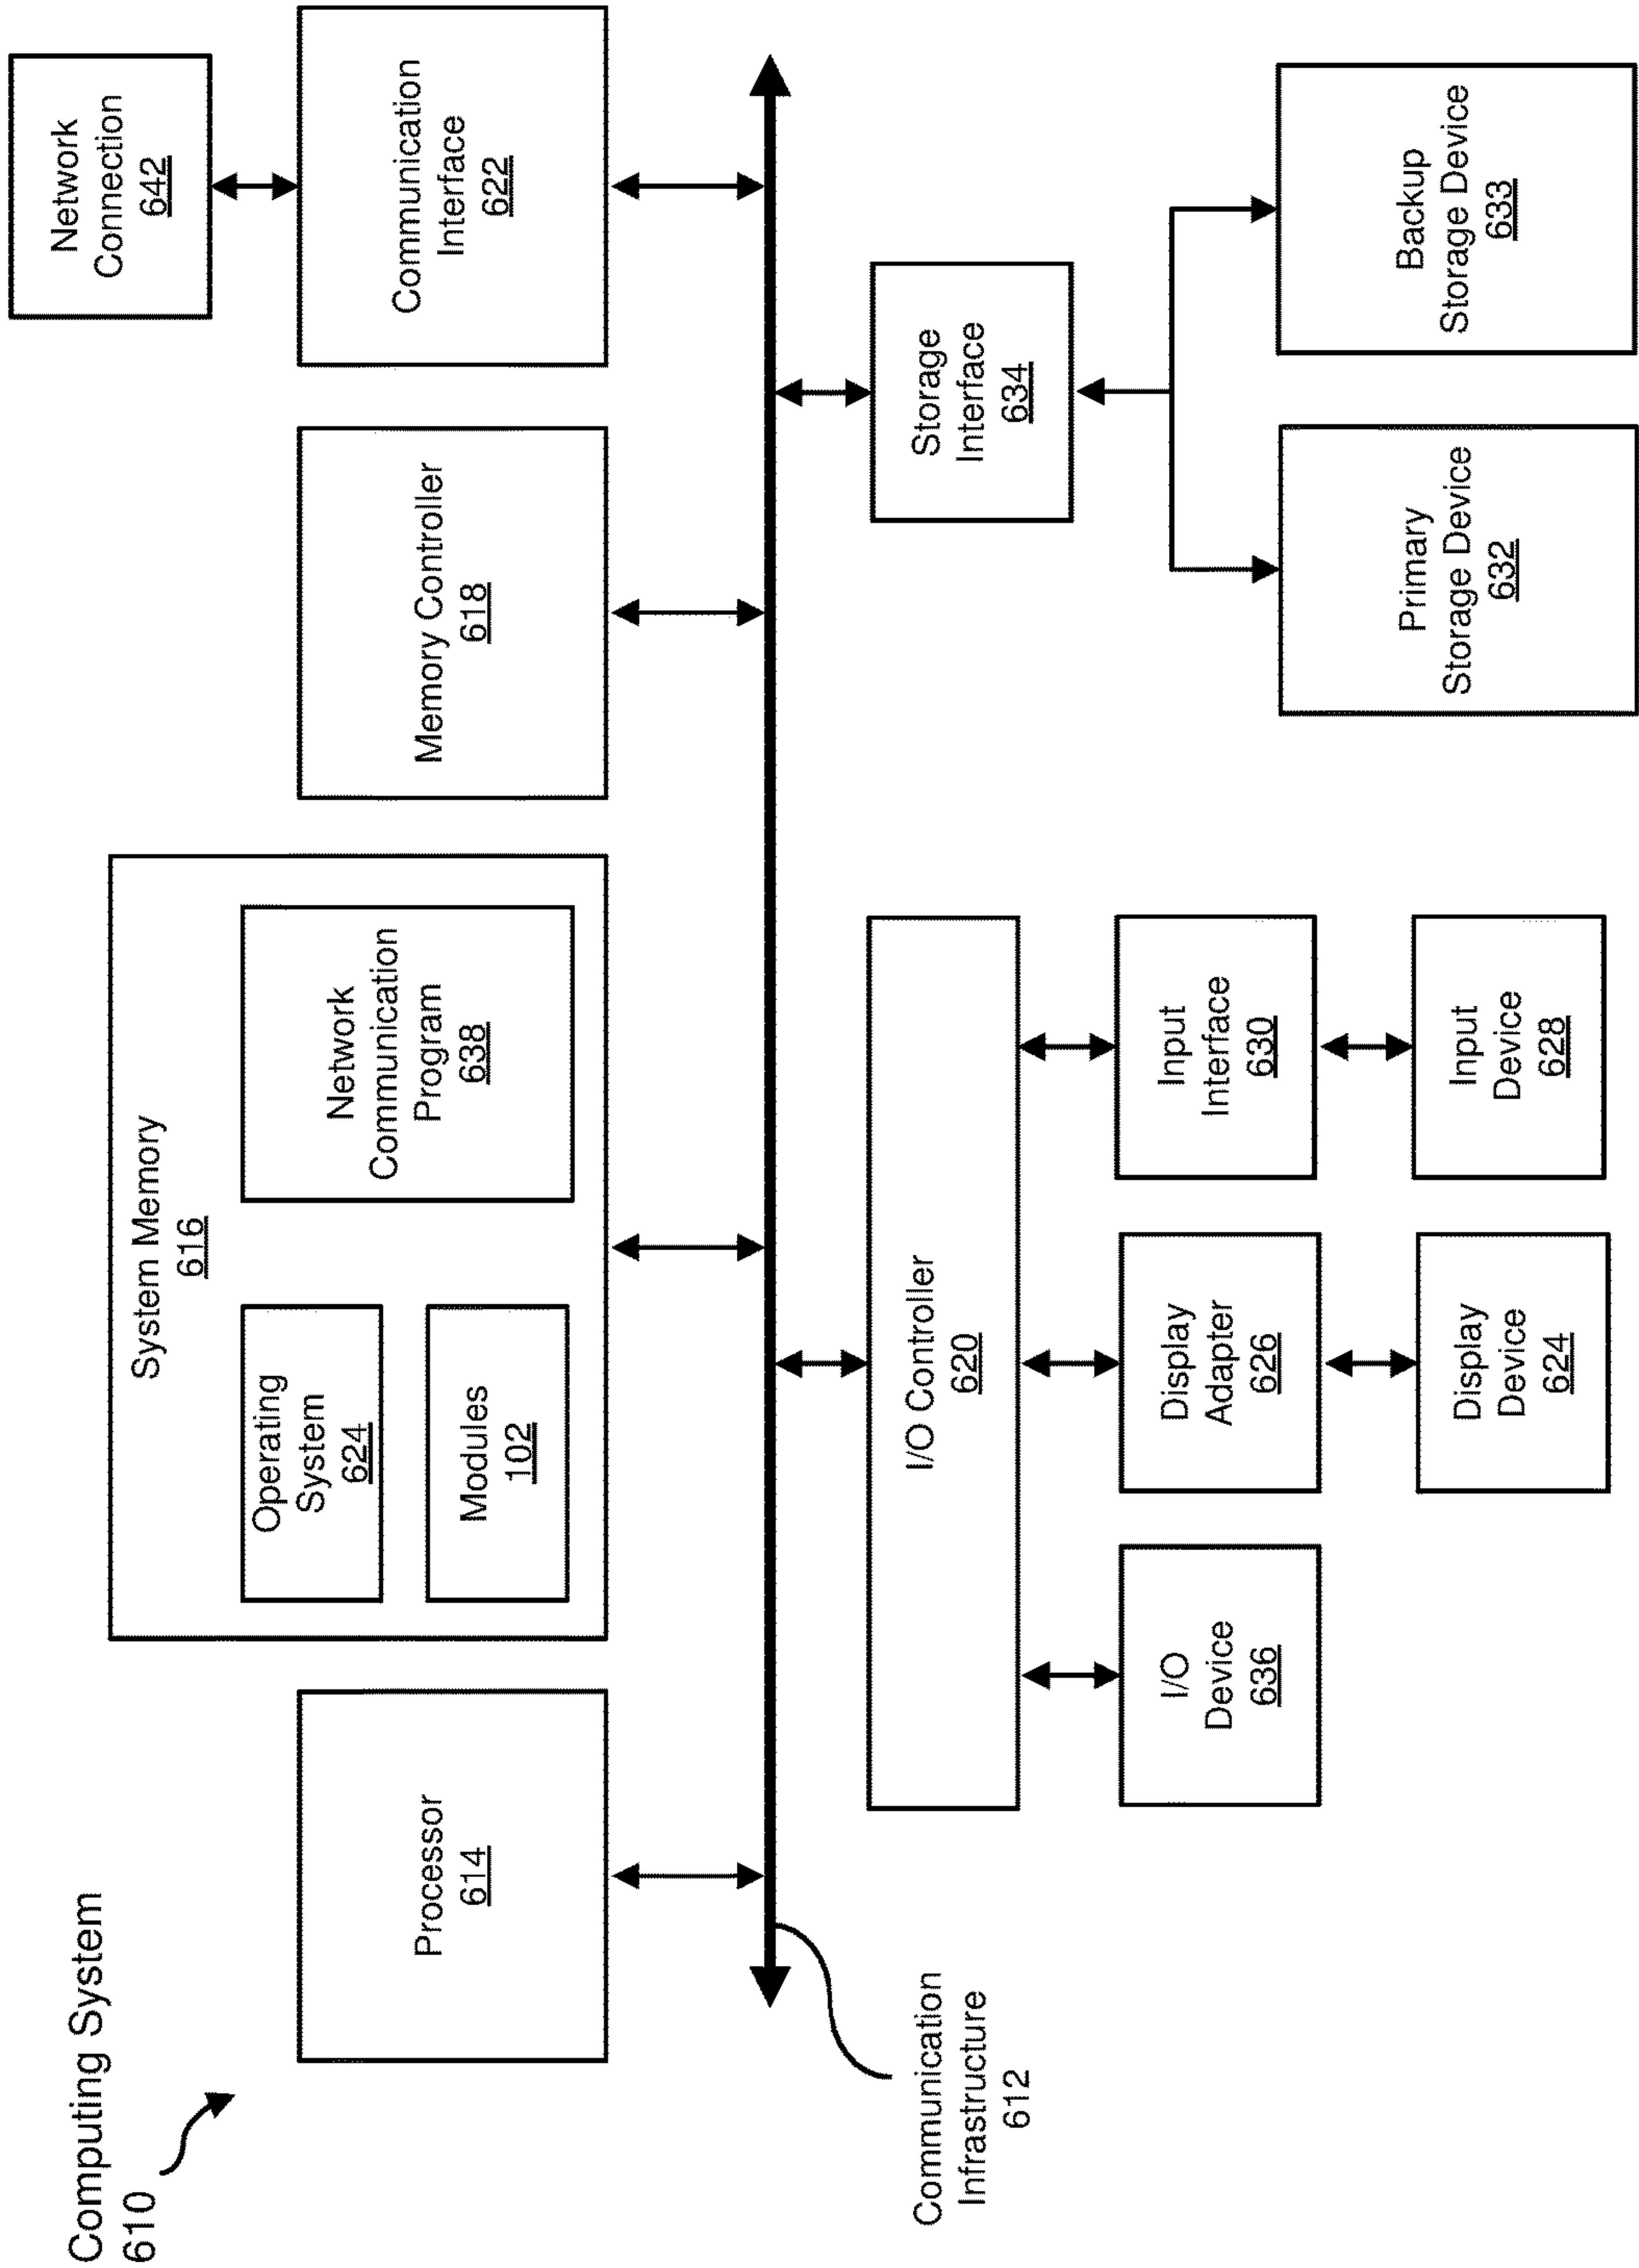 Computing System
610
Processor
614
System Memory
616
Operating
System
624
Modules
102
Network
Communication
Program
638
Memory Controller
618
Communication
Interface
622
Network
Connection
642
Communication
Infrastructure
612
I/O Controller
620
I/O
Device
636
Display
Adapter
626
Input
Interface
630
Display
Device
624
Input
Device
628
Storage
Interface
634
Primary
Storage Device
632
Backup
Storage Device
633